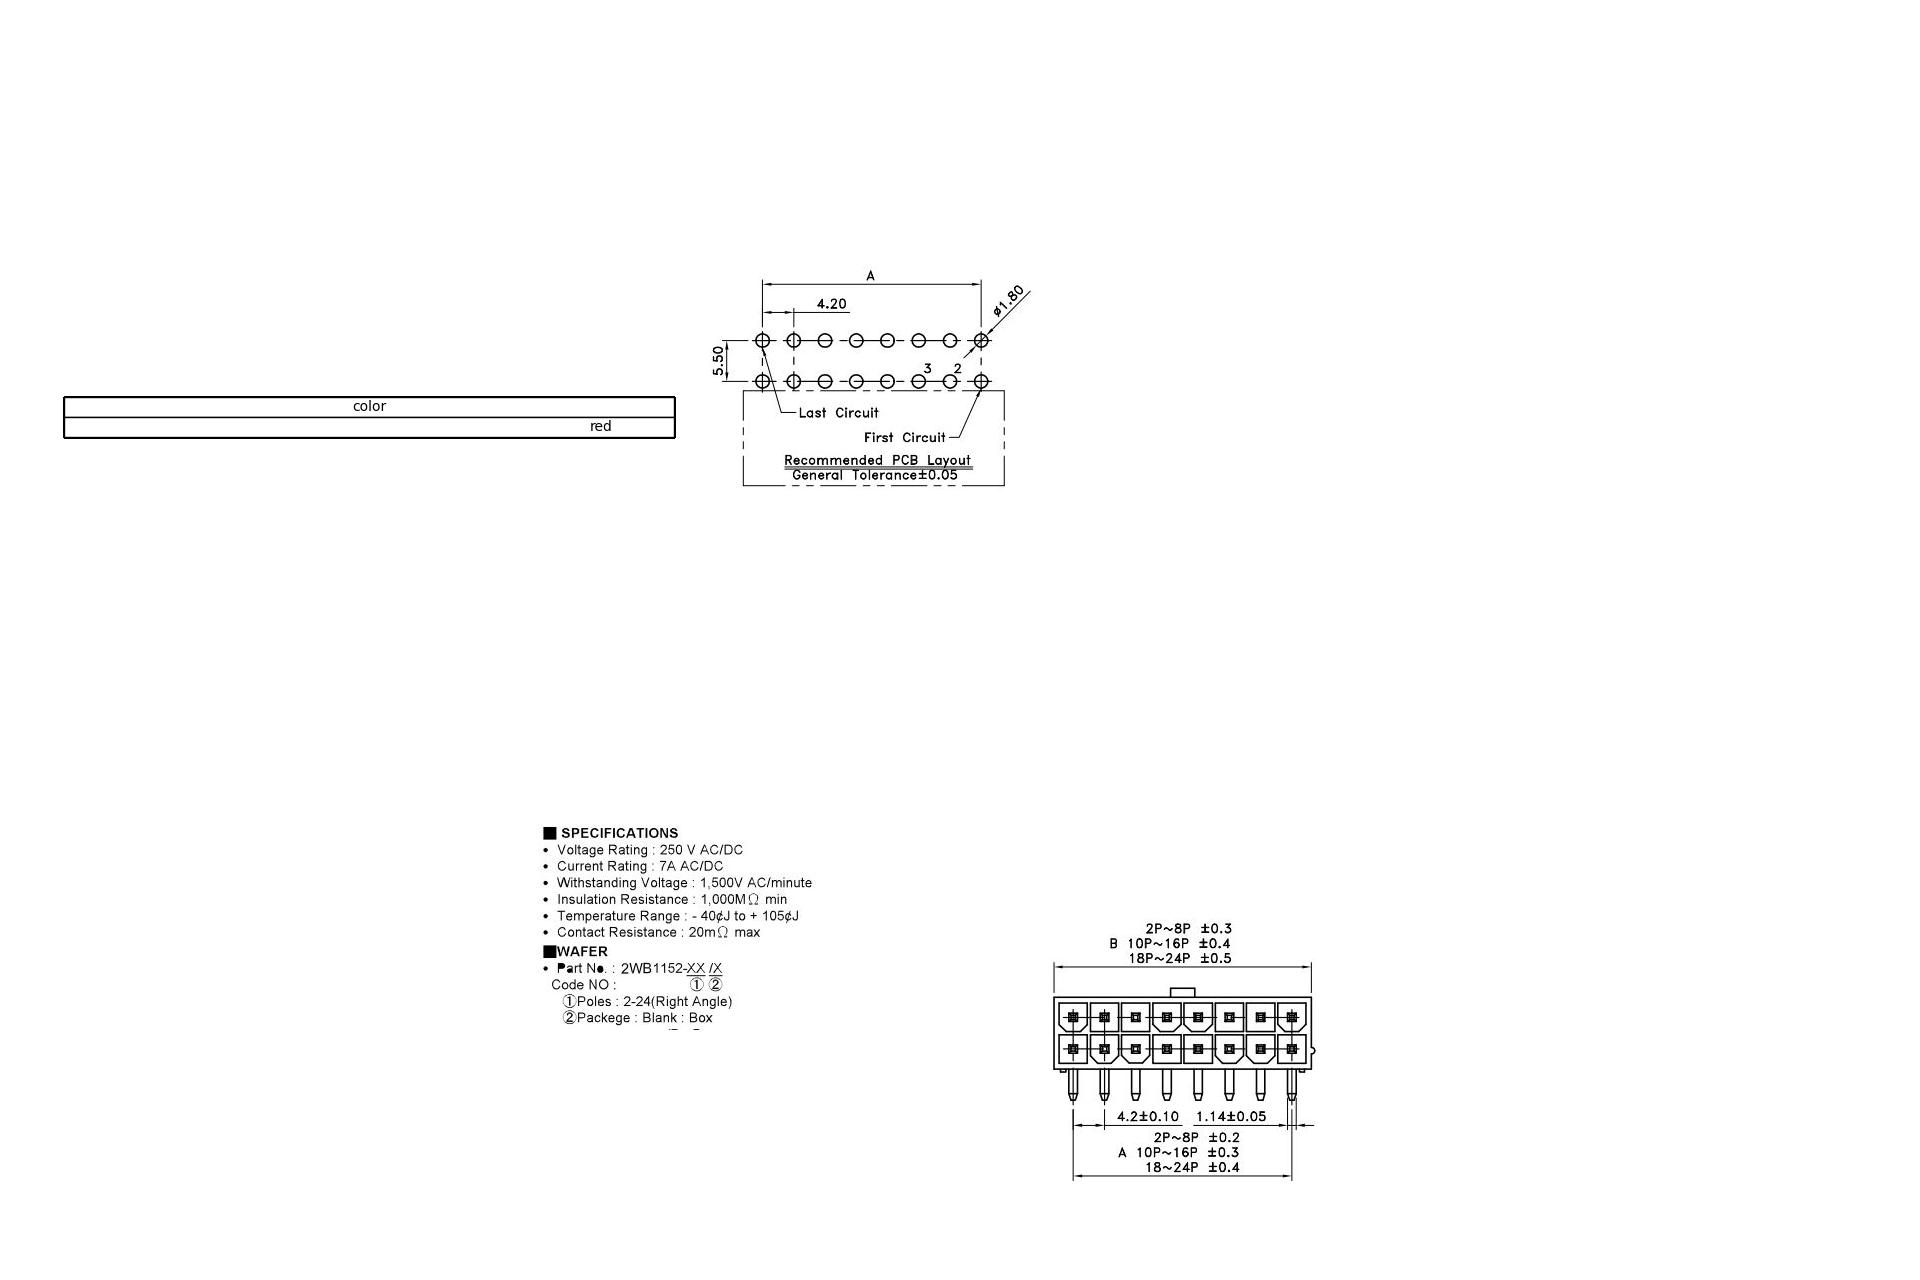 A
4.20
ø1.80
5.50
3 2
Last Circuit
First Circuit
Recommended PCB Layout
General Tolerance±0.05
color
red
■ SPECIFICATIONS
• Voltage Rating : 250 V AC/DC
• Current Rating : 7A AC/DC
• Withstanding Voltage : 1,500V AC/minute
• Insulation Resistance : 1,000MΩ min
• Temperature Range : - 40¢J to + 105¢J
• Contact Resistance : 20mΩ max
■WAFER
• Part No. : 2WB1152-XX /X
Code NO : ① ②
①Poles : 2-24(Right Angle)
②Packege : Blank : Box
2P~8P ±0.3
B 10P~16P ±0.4
18P~24P ±0.5
4.2±0.10 1.14±0.05
2P~8P ±0.2
A 10P~16P ±0.3
18~24P ±0.4